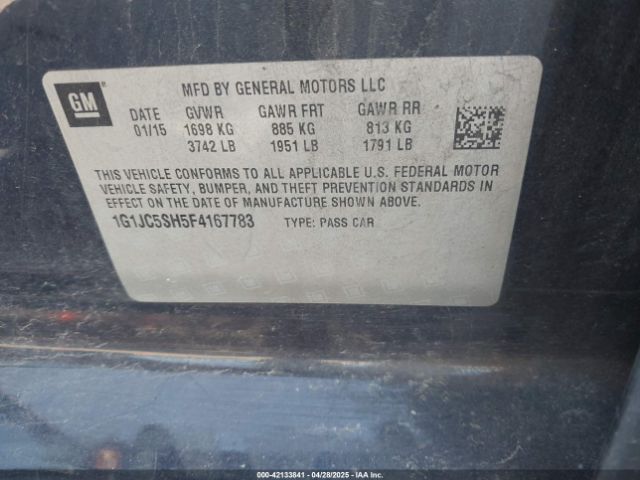 GM
MFD BY GENERAL MOTORS LLC
DATE GVWR GAWR FRT GAWR RR
01/15 1698 KG 885 KG 813 KG
3742 LB 1951 LB 1791 LB
THIS VEHICLE CONFORMS TO ALL APPLICABLE U.S. FEDERAL MOTOR
VEHICLE SAFETY, BUMPER, AND THEFT PREVENTION STANDARDS IN
EFFECT ON THE DATE OF MANUFACTURE SHOWN ABOVE.
1G1JC5SH5F4167783 TYPE: PASS CAR
000-42133841 | 04/28/2025 - IAA, Inc.